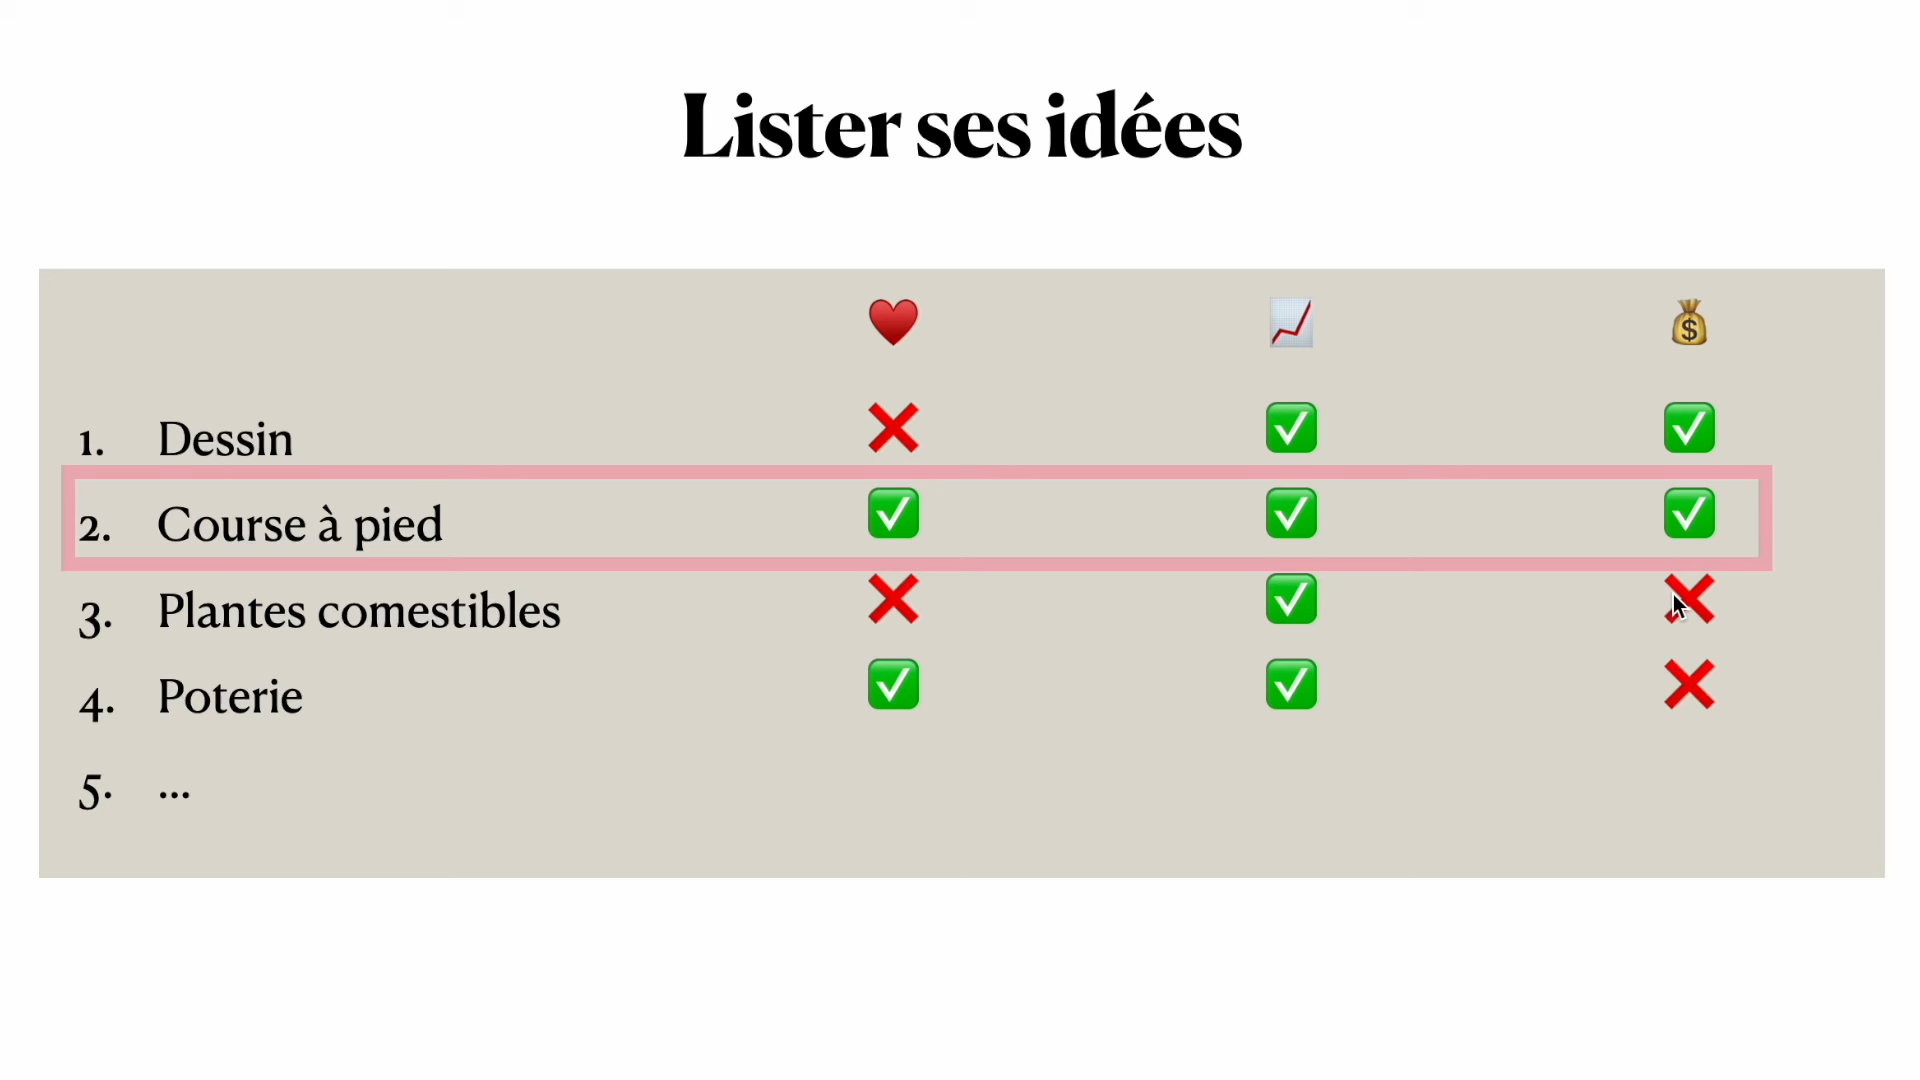 Lister ses idées
1. Dessin
2. Course à pied
3. Plantes comestibles
4. Poterie
5. ...